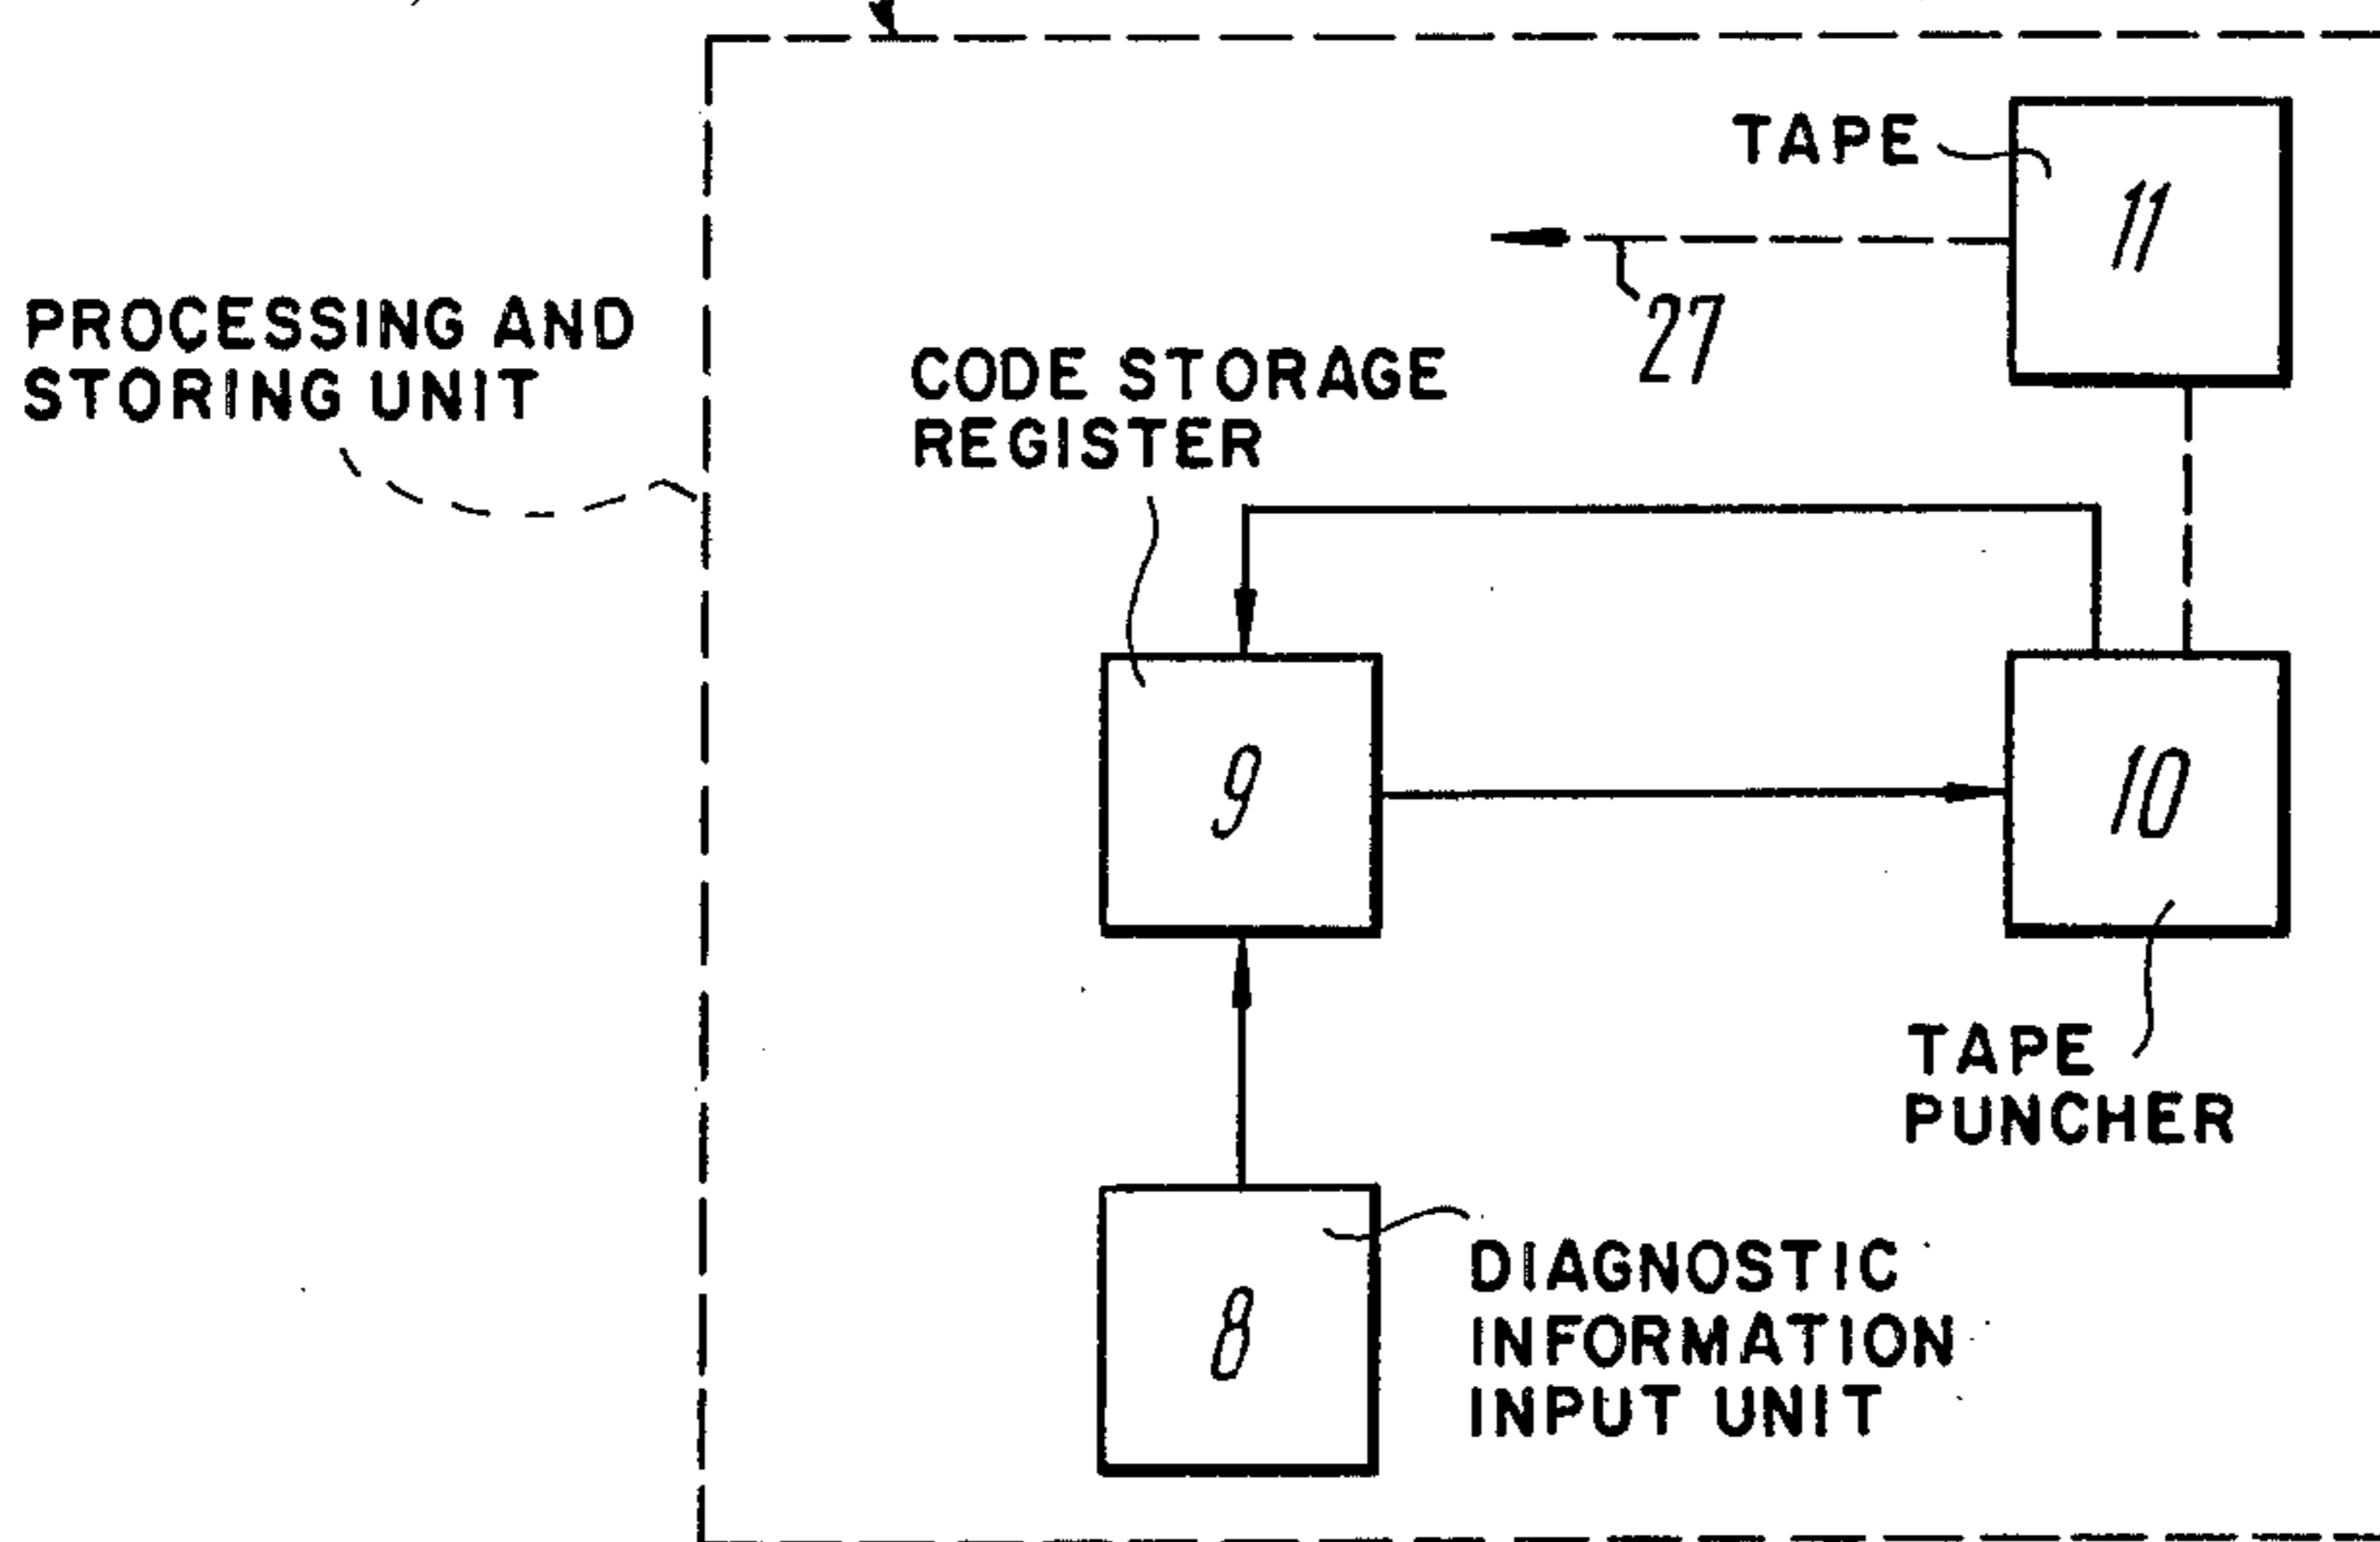 TAPE
11
27
PROCESSING AND
STORING UNIT
CODE STORAGE
REGISTER
9
10
TAPE
PUNCHER
8
DIAGNOSTIC
INFORMATION
INPUT UNIT